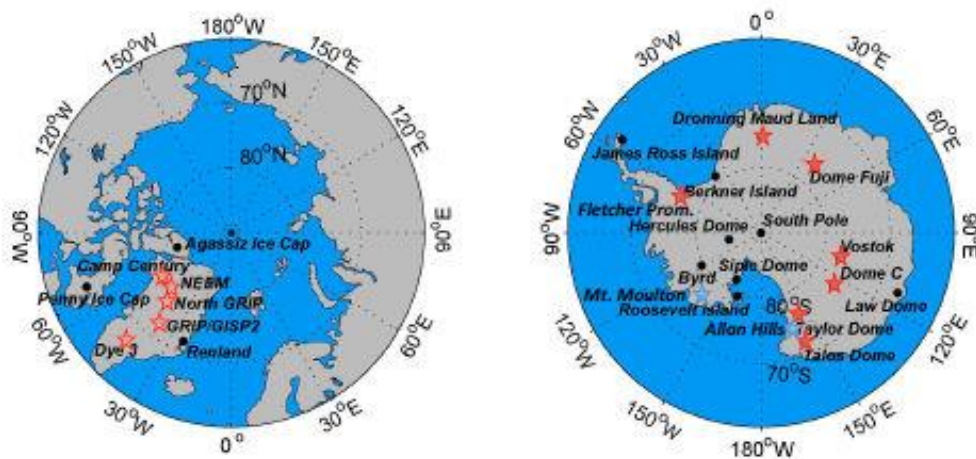 180°W
150°W
150°E
120°W
70°N
80°N
90°W
90°E
Agassiz Ice Cap
Camp Century
NEEM
Penny Ice Cap
North GRIP
60°W
60°E
GRIP/GISP2
Dye 3
Renland
30°W
30°E
0°
0°
30°W
30°E
60°W
60°E
Dronning Maud Land
James Ross Island
Dome Fuji
Berkner Island
Fletcher Prom.
South Pole
Hercules Dome
90°W
90°E
Vostok
Siple Dome
Dome C
Byrd
Mt. Moulton
Law Dome
Roosevelt Island
80°S
Allan Hills
Taylor Dome
Talos Dome
120°W
120°E
70°S
150°W
150°E
180°W